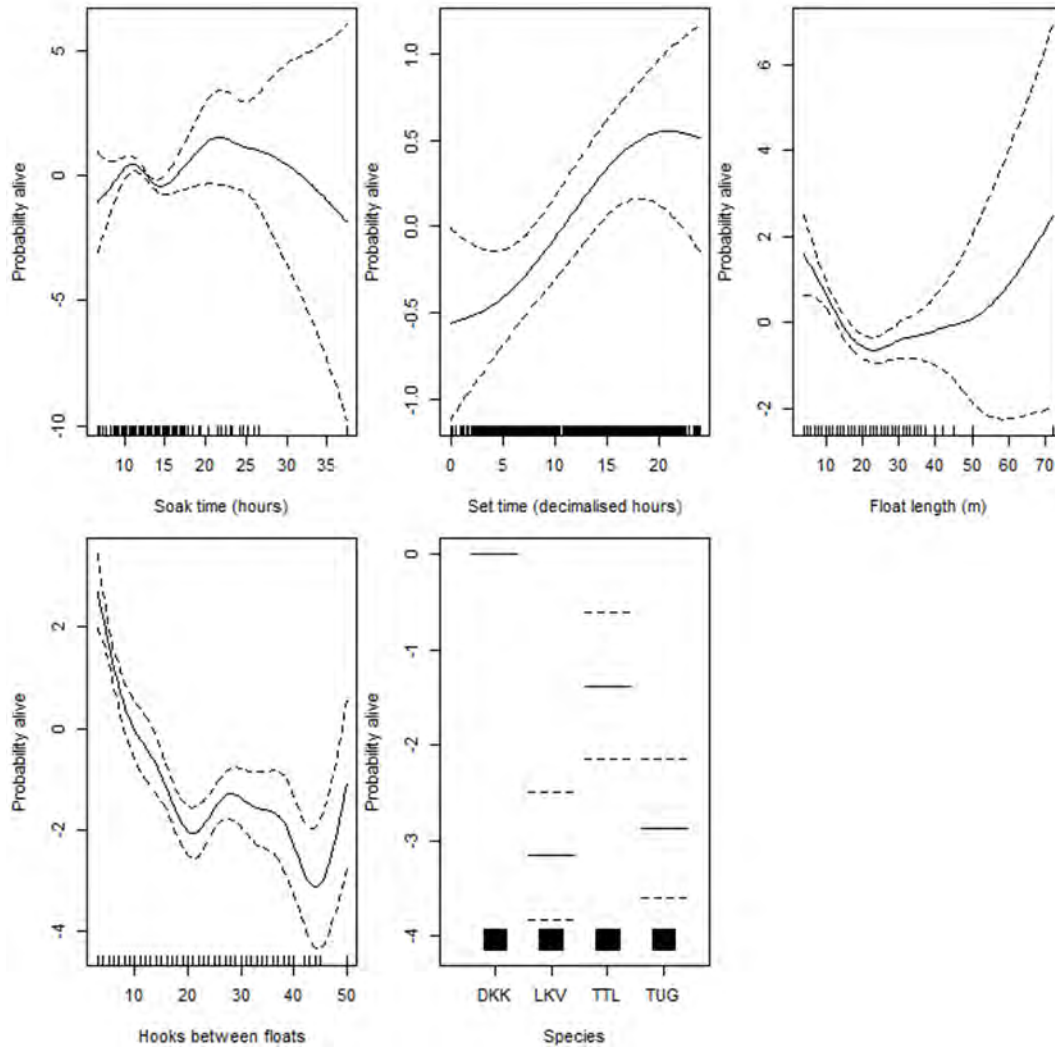 5
0
-5
-10
Probability alive
10 15 20 25 30 35
Soak time (hours)
1.0
0.5
0.0
-0.5
-1.0
Probability alive
0 5 10 15 20
Set time (decimalised hours)
6
4
2
0
-2
Probability alive
10 20 30 40 50 60 70
Float length (m)
2
0
-2
-4
Probability alive
10 20 30 40 50
Hooks between floats
0
-1
-2
-3
-4
Probability alive
DKK LKV TTL TUG
Species